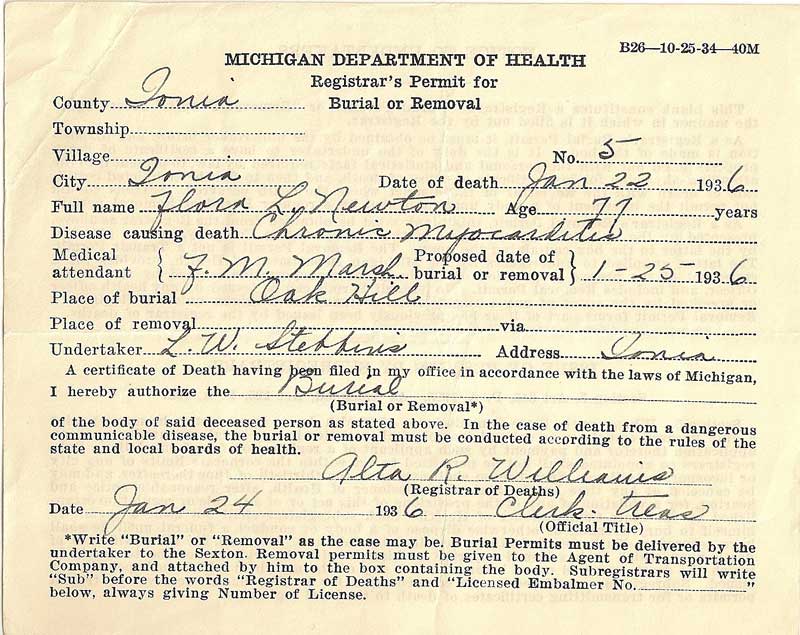 B26—10-25-34—40M
MICHIGAN DEPARTMENT OF HEALTH
Registrar's Permit for
County Ionia Burial or Removal
Township
Village No. 5
City Ionia Date of death Jan 22 1936
Full name Flora L. Newton Age 77 years
Disease causing death Chronic Myocarditis
Medical attendant F. M. Marsh Proposed date of burial or removal 1-25- 1936
Place of burial Oak Hill
Place of removal via
Undertaker L. W. Stebbins Address Ionia
A certificate of Death having been filed in my office in accordance with the laws of Michigan,
I hereby authorize the Burial
(Burial or Removal*)
of the body of said deceased person as stated above. In the case of death from a dangerous
communicable disease, the burial or removal must be conducted according to the rules of the
state and local boards of health.
Alta R. Williams
(Registrar of Deaths)
Date Jan 24 1936 Clerk. Treas
(Official Title)
*Write "Burial" or "Removal" as the case may be. Burial Permits must be delivered by the
undertaker to the Sexton. Removal permits must be given to the Agent of Transportation
Company, and attached by him to the box containing the body. Subregistrars will write
"Sub" before the words "Registrar of Deaths" and "Licensed Embalmer No. "
below, always giving Number of License.